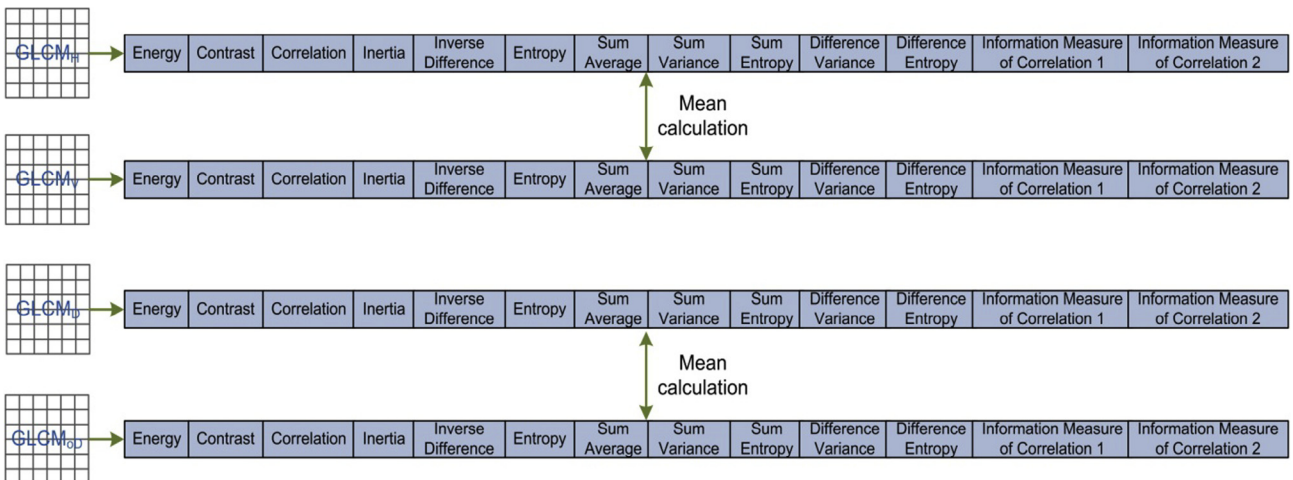 GLCMH Energy Contrast Correlation Inertia Inverse Difference Entropy Sum Average Sum Variance Sum Entropy Difference Variance Difference Entropy Information Measure of Correlation 1 Information Measure of Correlation 2
Mean
calculation
GLCMV Energy Contrast Correlation Inertia Inverse Difference Entropy Sum Average Sum Variance Sum Entropy Difference Variance Difference Entropy Information Measure of Correlation 1 Information Measure of Correlation 2
GLCMD Energy Contrast Correlation Inertia Inverse Difference Entropy Sum Average Sum Variance Sum Entropy Difference Variance Difference Entropy Information Measure of Correlation 1 Information Measure of Correlation 2
Mean
calculation
GLCMoD Energy Contrast Correlation Inertia Inverse Difference Entropy Sum Average Sum Variance Sum Entropy Difference Variance Difference Entropy Information Measure of Correlation 1 Information Measure of Correlation 2